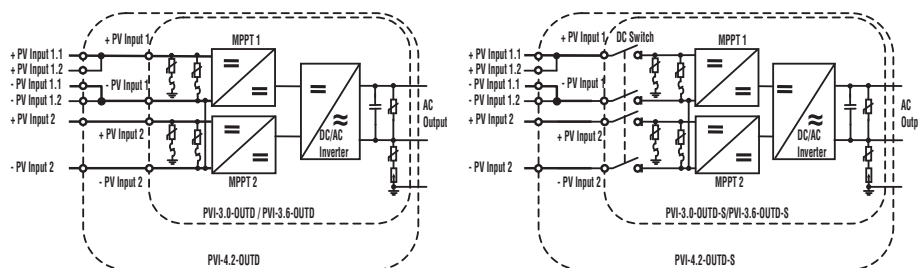 + PV Input 1.1
+ PV Input 1.2
- PV Input 1.1
- PV Input 1.2
+ PV Input 2
- PV Input 2
+ PV Input 1
- PV Input 1
+ PV Input 2
- PV Input 2
MPPT 1
MPPT 2
DC/AC
Inverter
AC
Output
PVI-3.0-OUTD / PVI-3.6-OUTD
PVI-4.2-OUTD
+ PV Input 1.1
+ PV Input 1.2
- PV Input 1.1
- PV Input 1.2
+ PV Input 2
- PV Input 2
+ PV Input 1
DC Switch
- PV Input 1
+ PV Input 2
- PV Input 2
MPPT 1
MPPT 2
DC/AC
Inverter
AC
Output
PVI-3.0-OUTD-S/PVI-3.6-OUTD-S
PVI-4.2-OUTD-S